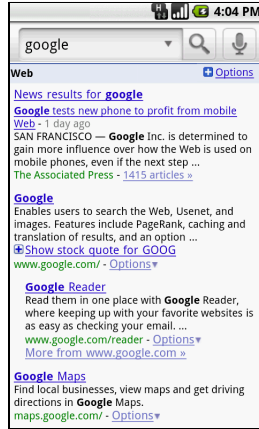 H 4:04 PM
google
Web Options
News results for google
Google tests new phone to profit from mobile
Web - 1 day ago
SAN FRANCISCO — Google Inc. is determined to
gain more influence over how the Web is used on
mobile phones, even if the next step ...
The Associated Press - 1415 articles »
Google
Enables users to search the Web, Usenet, and
images. Features include PageRank, caching and
translation of results, and an option ...
Show stock quote for GOOG
www.google.com/ - Options▼
Google Reader
Read them in one place with Google Reader,
where keeping up with your favorite websites is
as easy as checking your email. ...
www.google.com/reader - Options▼
More from www.google.com »
Google Maps
Find local businesses, view maps and get driving
directions in Google Maps.
maps.google.com/ - Options▼